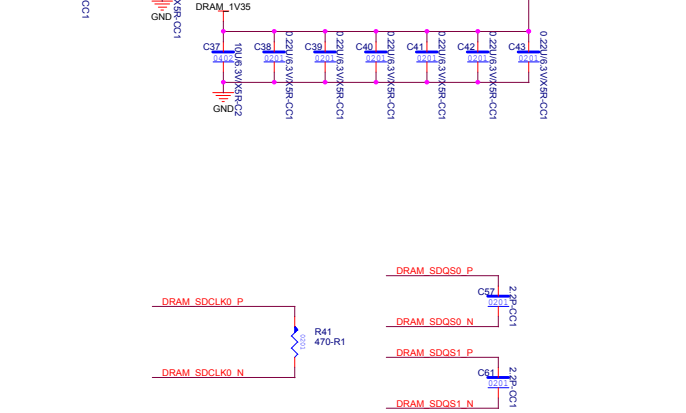 DRAM_1V35
X5R-CC1
CC1
GND
C37
0402
10U/6.3V/X5R-C2
C38
0201
0.22U/6.3V/X5R-CC1
C39
0201
0.22U/6.3V/X5R-CC1
C40
0201
0.22U/6.3V/X5R-CC1
C41
0201
0.22U/6.3V/X5R-CC1
C42
0201
0.22U/6.3V/X5R-CC1
C43
0201
0.22U/6.3V/X5R-CC1
GND
DRAM_SDQS0_P
C57
0201
2.2P-CC1
DRAM_SDQS0_N
DRAM_SDCLK0_P
R41
470-R1
0201
DRAM_SDCLK0_N
DRAM_SDQS1_P
C61
0201
2.2P-CC1
DRAM_SDQS1_N